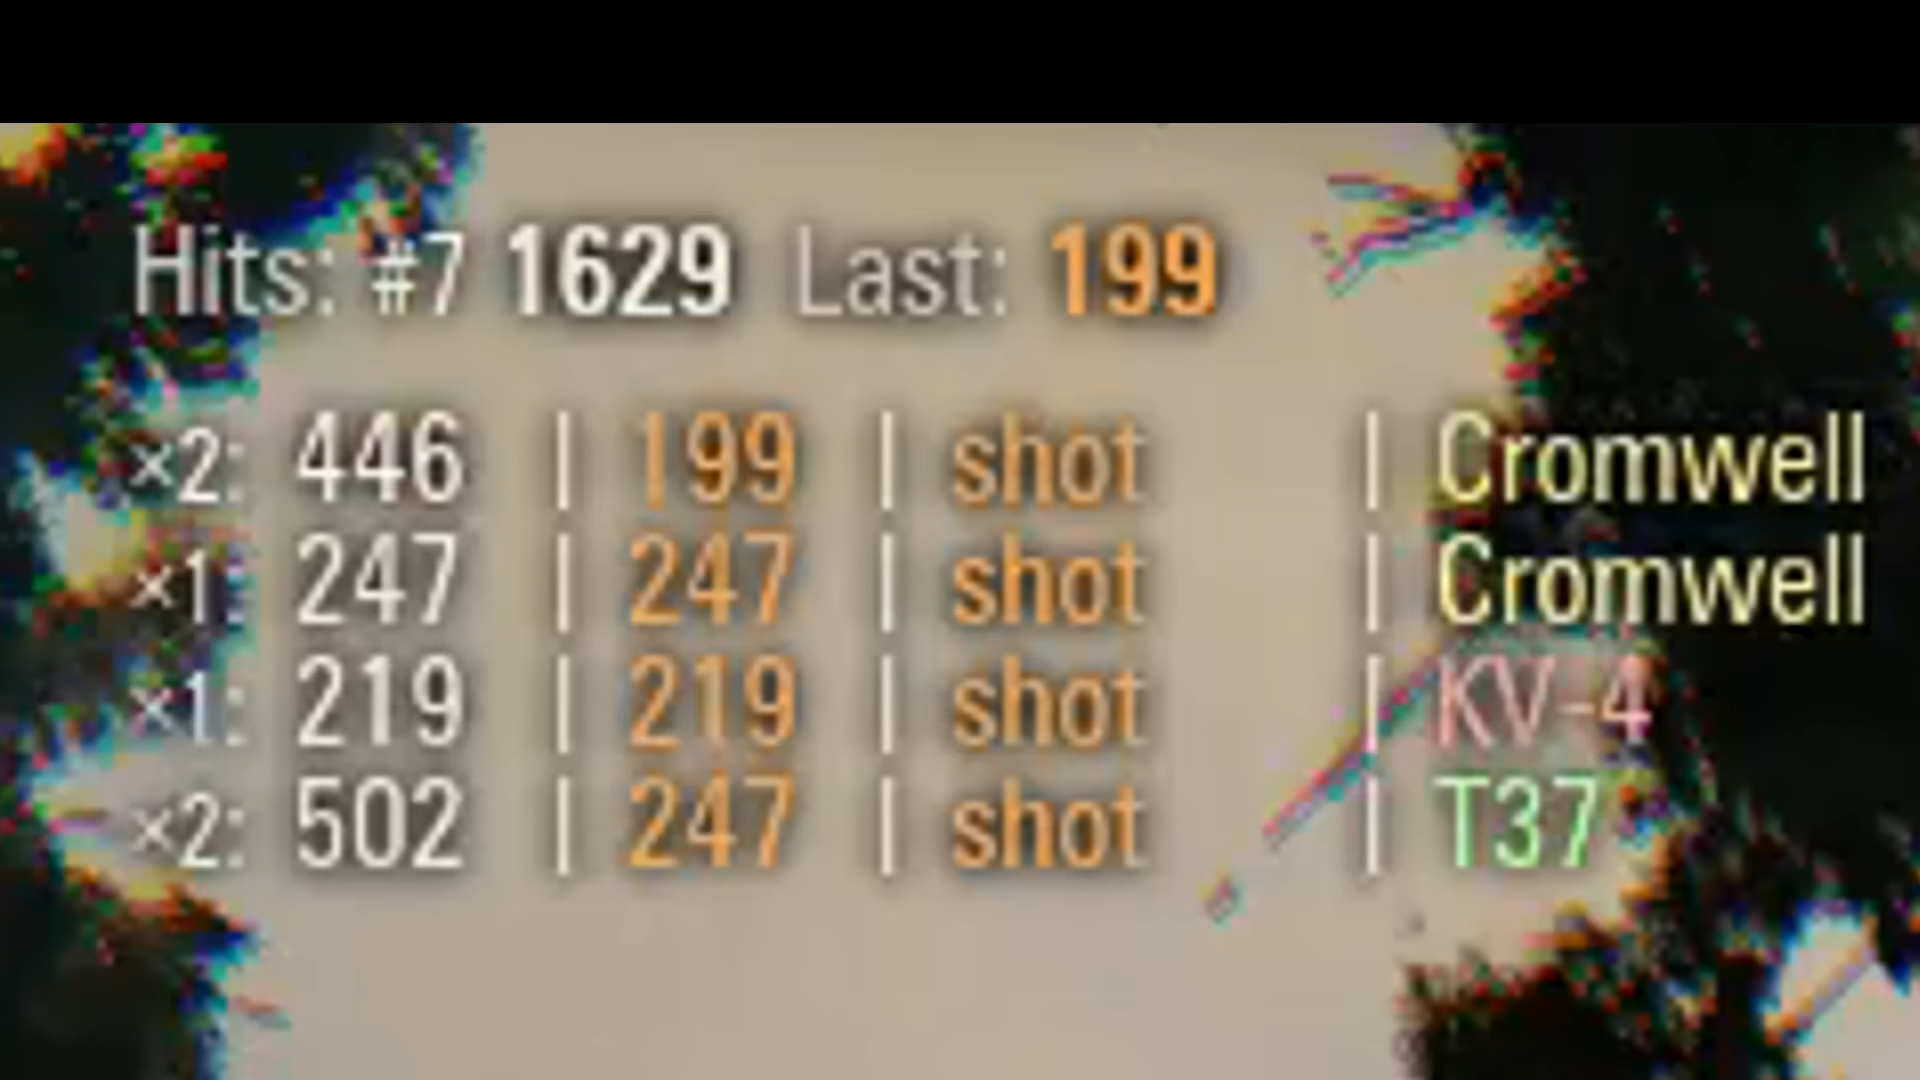 Hits: #7 1629 Last: 199
×2: 446 | 199 | shot | Cromwell
×1: 247 | 247 | shot | Cromwell
×1: 219 | 219 | shot | KV-4
×2: 502 | 247 | shot | T37